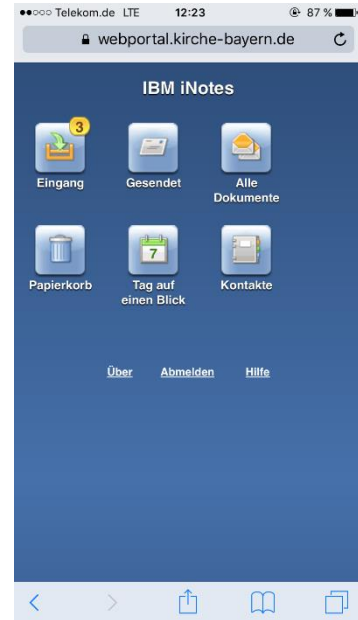 Telekom.de LTE 12:23 87 %
webportal.kirche-bayern.de
IBM iNotes
3
Eingang Gesendet Alle
Dokumente
7
Papierkorb Tag auf Kontakte
einen Blick
Über Abmelden Hilfe